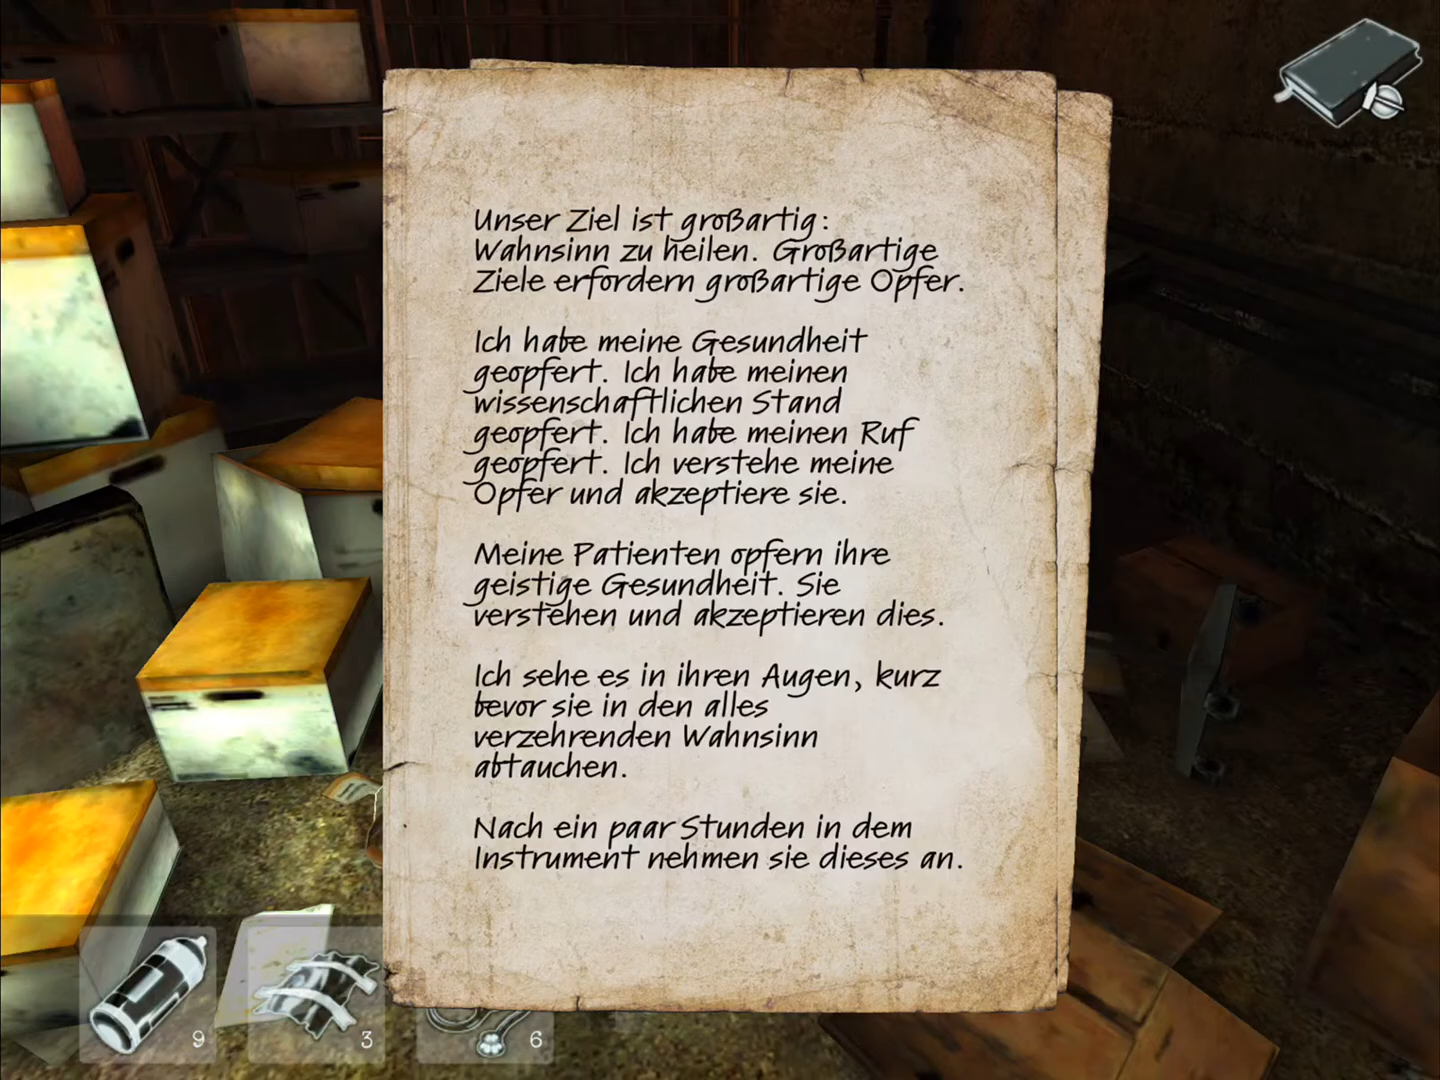 Unser Ziel ist großartig:
Wahnsinn zu heilen. Großartige
Ziele erfordern großartige Opfer.
Ich habe meine Gesundheit
geopfert. Ich habe meinen
wissenschaftlichen Stand
geopfert. Ich habe meinen Ruf
geopfert. Ich verstehe meine
Opfer und akzeptiere sie.
Meine Patienten opfern ihre
geistige Gesundheit. Sie
verstehen und akzeptieren dies.
Ich sehe es in ihren Augen, kurz
bevor sie in den alles
verzehrenden Wahnsinn
abtauchen.
Nach ein paar Stunden in dem
Instrument nehmen sie dieses an.
9
3
6